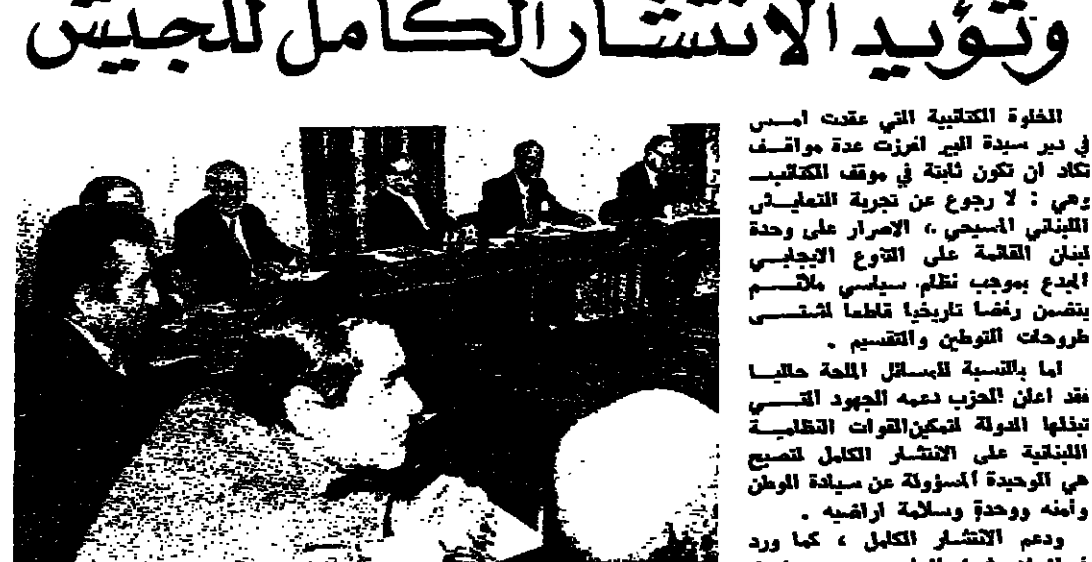 وتؤيد الانتشار الكامل للجيش
الخلوة الكتائبية التي عقدت امس
في دير سيدة البير افرزت عدة مواقف
تكاد ان تكون ثابتة في موقف الكتائب
وهي : لا رجوع عن تجربة التعايش
اللبناني المسيحي ، الاصرار على وحدة
لبنان القائمة على التنوع الايجابي
المبدع بموجب نظام سياسي ملائم
يتضمن رفضا تاريخيا قاطعا لشتى
طروحات التوطين والتقسيم .
اما بالنسبة للمسائل الملحة حاليا
فقد اعلن الحزب دعمه الجهود التي
تبذلها الدولة لتمكين القوات النظامية
اللبنانية على الانتشار الكامل لتصبح
هي الوحيدة المسؤولة عن سيادة الوطن
وأمنه ووحدة وسلامة اراضيه .
ودعم الانتشار الكامل ، كما ورد